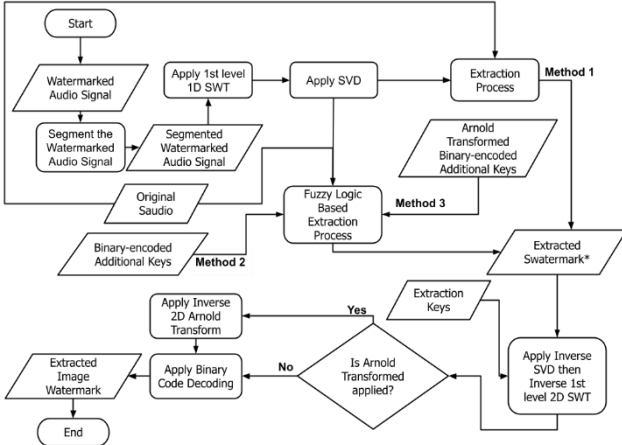 Start
Watermarked
Audio Signal
Segment the
Watermarked
Audio Signal
Segmented
Watermarked
Audio Signal
Apply 1st level
1D SWT
Apply SVD
Extraction
Process
Method 1
Arnold
Transformed
Binary-encoded
Additional Keys
Original
Saudio
Fuzzy Logic
Based
Extraction
Process
Method 3
Binary-encoded
Additional Keys
Method 2
Extracted
Swatermark*
Extraction
Keys
Apply Inverse
SVD then
Inverse 1st
level 2D SWT
Is Arnold
Transformed
applied?
Yes
No
Apply Inverse
2D Arnold
Transform
Apply Binary
Code Decoding
Extracted
Image
Watermark
End